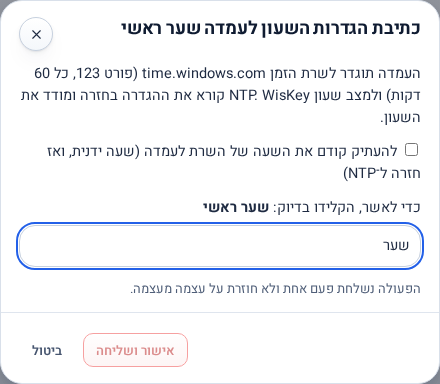 כתיבת הגדרות השעון לעמדה שער ראשי
העמדה תוגדר לשרת הזמן time.windows.com (פורט 123, כל 60
דקות) ולמצב שעון NTP. WisKey קורא את ההגדרה בחזרה ומודד את
השעון.
להעתיק קודם את השעה של השרת לעמדה (שעה ידנית, ואז
חזרה ל־NTP)
כדי לאשר, הקלידו בדיוק: שער ראשי
שער
הפעולה נשלחת פעם אחת ולא חוזרת על עצמה מעצמה.
אישור ושליחה
ביטול